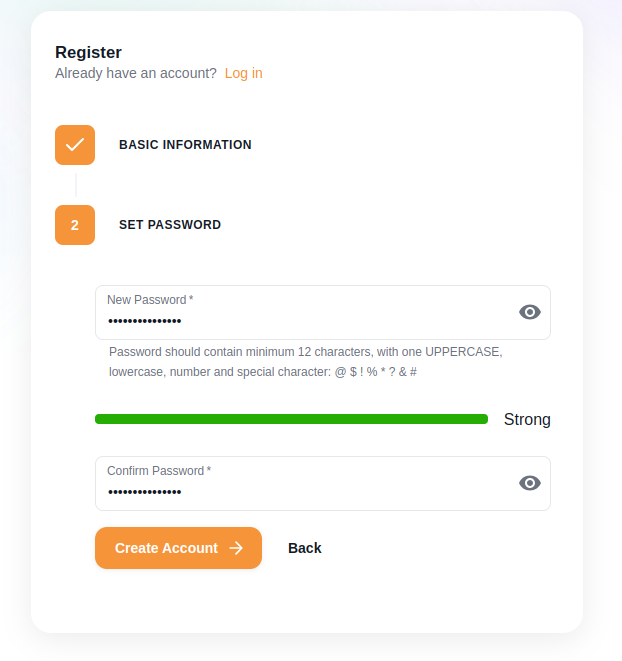 Register
Already have an account? Log in
BASIC INFORMATION
2 SET PASSWORD
New Password *
•••••••••••••••
Password should contain minimum 12 characters, with one UPPERCASE,
lowercase, number and special character: @ $ ! % * ? & #
Strong
Confirm Password *
•••••••••••••••
Create Account → Back